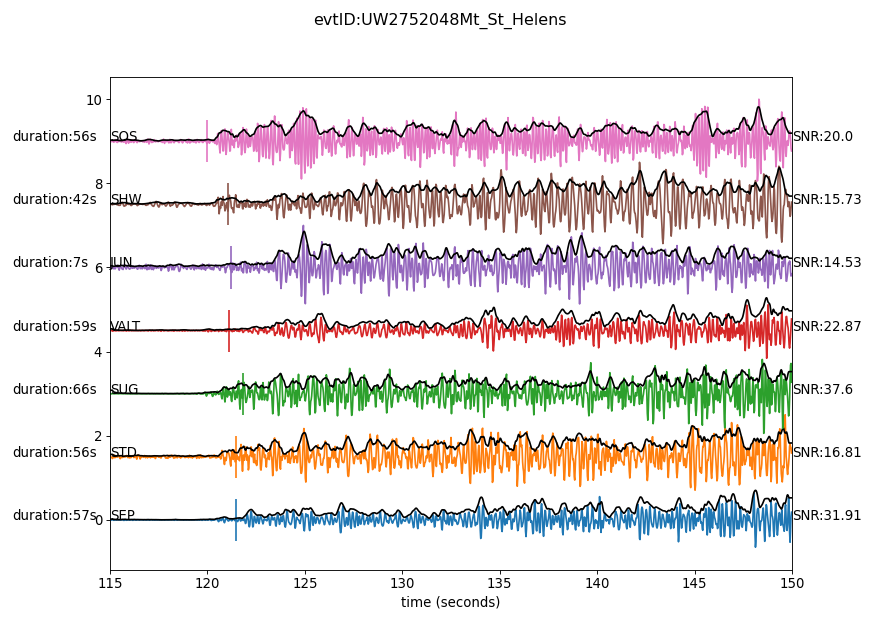 evtID:UW2752048Mt_St_Helens
10
duration:56s SOS SNR:20.0
8
duration:42s SHW SNR:15.73
duration:7s JUN SNR:14.53
6
duration:59s VALT SNR:22.87
4
duration:66s SUG SNR:37.6
2
duration:56s STD SNR:16.81
duration:57s SEP SNR:31.91
0
115 120 125 130 135 140 145 150
time (seconds)